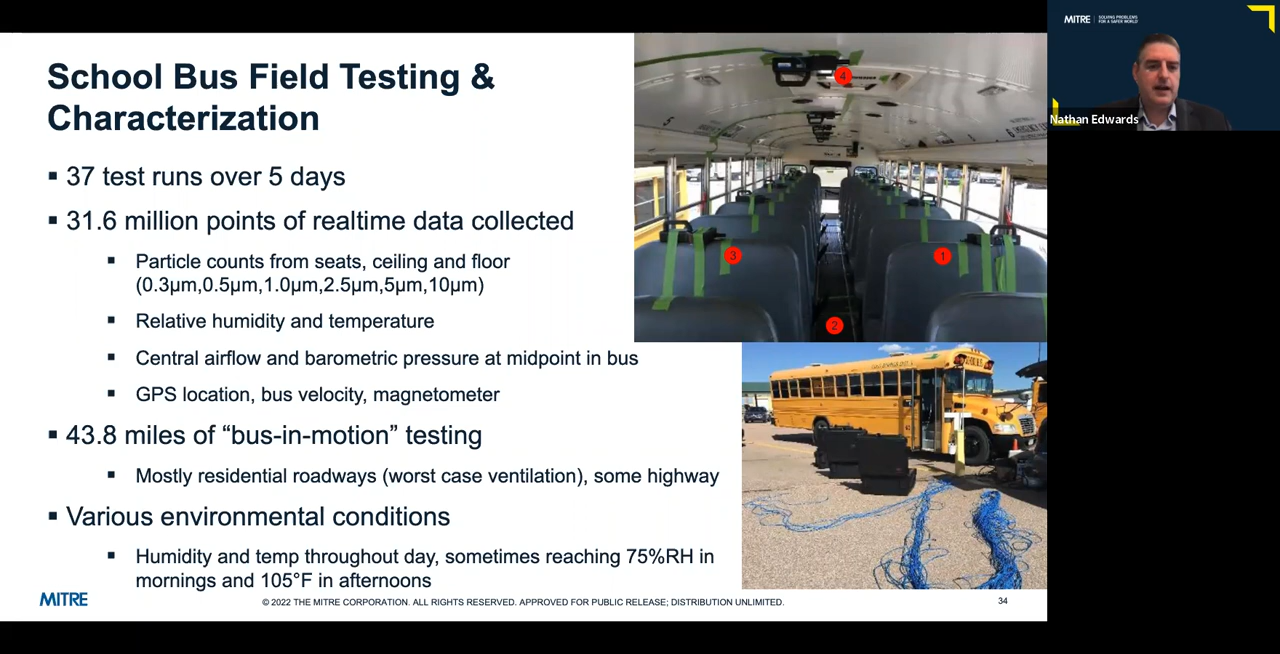 School Bus Field Testing &
Characterization
▪ 37 test runs over 5 days
▪ 31.6 million points of realtime data collected
▪ Particle counts from seats, ceiling and floor
(0.3μm,0.5μm,1.0μm,2.5μm,5μm,10μm)
▪ Relative humidity and temperature
▪ Central airflow and barometric pressure at midpoint in bus
▪ GPS location, bus velocity, magnetometer
▪ 43.8 miles of “bus-in-motion” testing
▪ Mostly residential roadways (worst case ventilation), some highway
▪ Various environmental conditions
▪ Humidity and temp throughout day, sometimes reaching 75%RH in
mornings and 105°F in afternoons
MITRE
© 2022 THE MITRE CORPORATION. ALL RIGHTS RESERVED. APPROVED FOR PUBLIC RELEASE; DISTRIBUTION UNLIMITED.
34
4
3
1
2
MITRE | SOLVING PROBLEMS
FOR A SAFER WORLD
Nathan Edwards